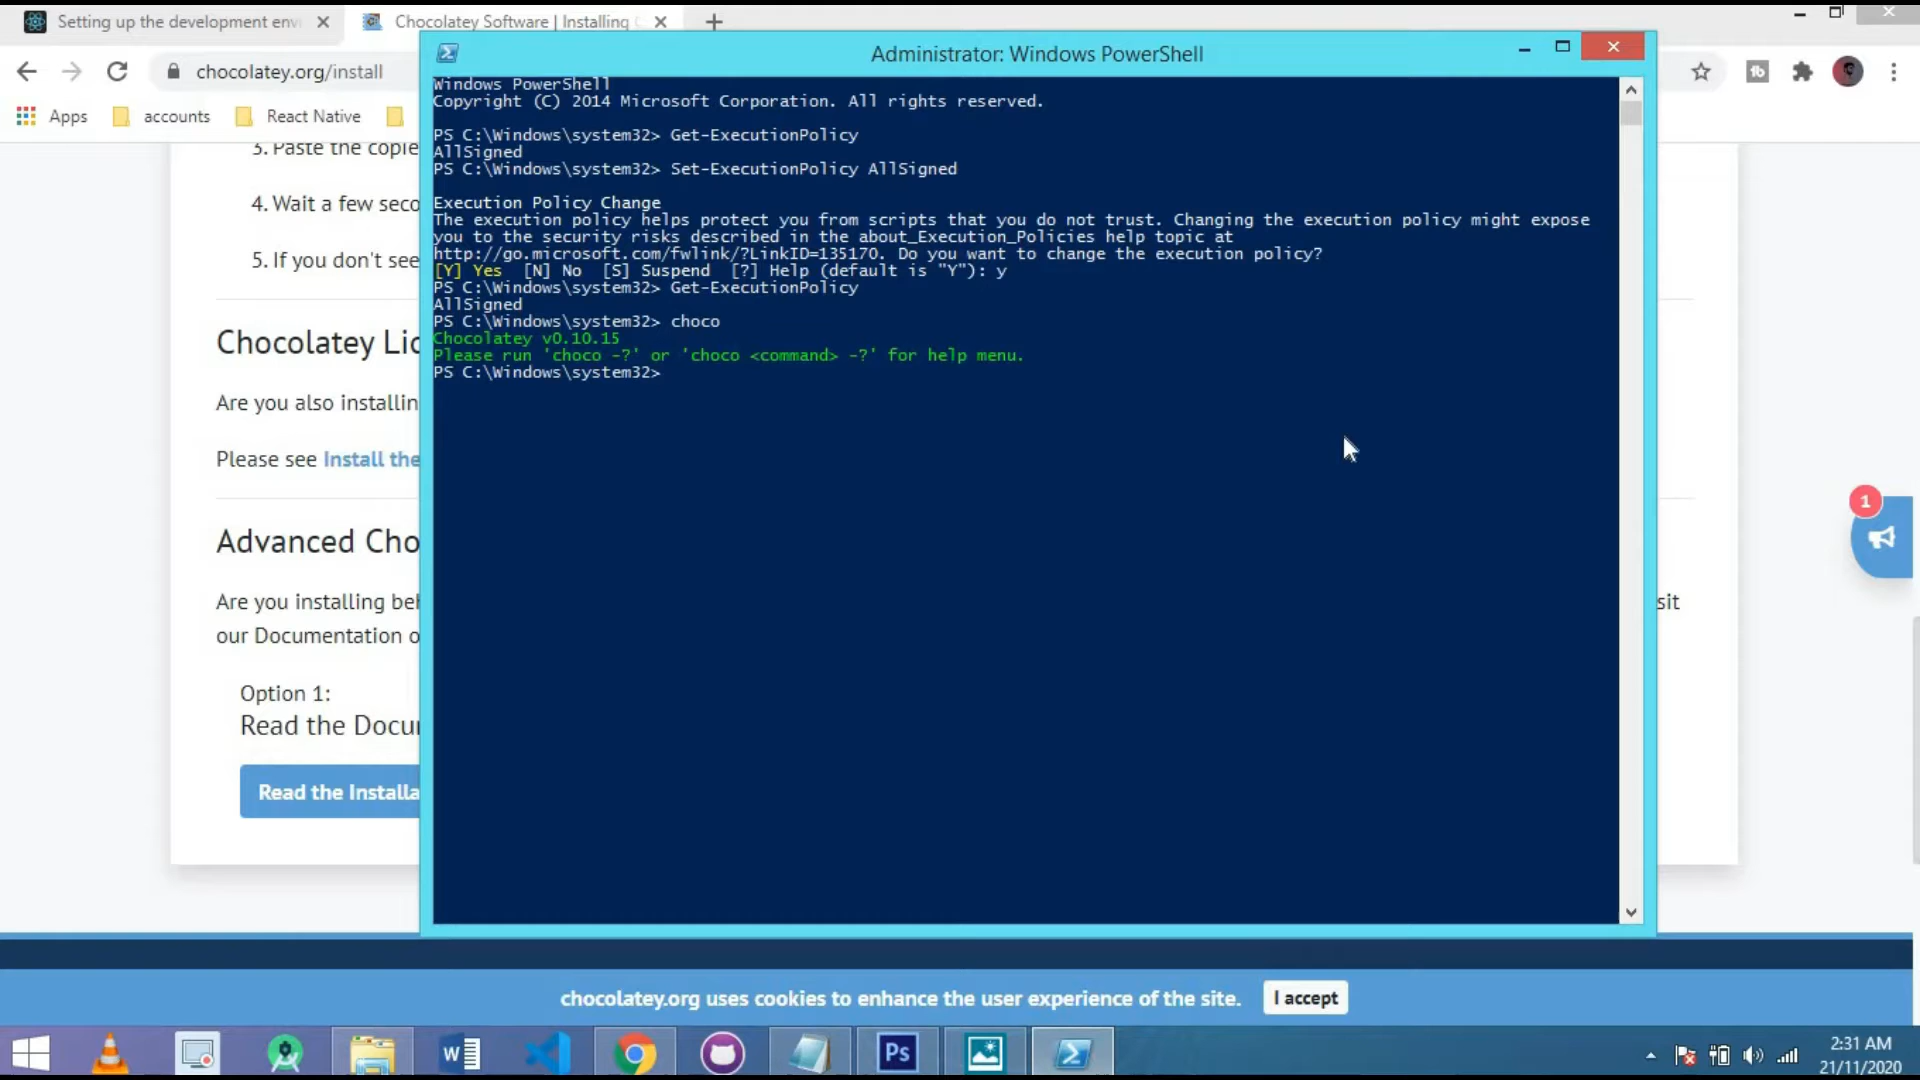 Setting up the development env
Chocolatey Software | Installing
chocolatey.org/install
Apps
accounts
React Native
Administrator: Windows PowerShell
Windows PowerShell
Copyright (C) 2014 Microsoft Corporation. All rights reserved.
PS C:\Windows\system32> Get-ExecutionPolicy
AllSigned
PS C:\Windows\system32> Set-ExecutionPolicy AllSigned
Execution Policy Change
The execution policy helps protect you from scripts that you do not trust. Changing the execution policy might expose
you to the security risks described in the about_Execution_Policies help topic at
http://go.microsoft.com/fwlink/?LinkID=135170. Do you want to change the execution policy?
[Y] Yes  [N] No  [S] Suspend  [?] Help (default is "Y"): y
PS C:\Windows\system32> Get-ExecutionPolicy
AllSigned
PS C:\Windows\system32> choco
Chocolatey v0.10.15
Please run 'choco -?' or 'choco <command> -?' for help menu.
PS C:\Windows\system32>
3. Paste the copie
4. Wait a few seco
5. If you don't see
Chocolatey Lic
Are you also installin
Please see Install the
Advanced Cho
Are you installing beh
sit
our Documentation o
Option 1:
Read the Docu
Read the Installa
1
chocolatey.org uses cookies to enhance the user experience of the site.
I accept
W
Ps
2:31 AM
21/11/2020